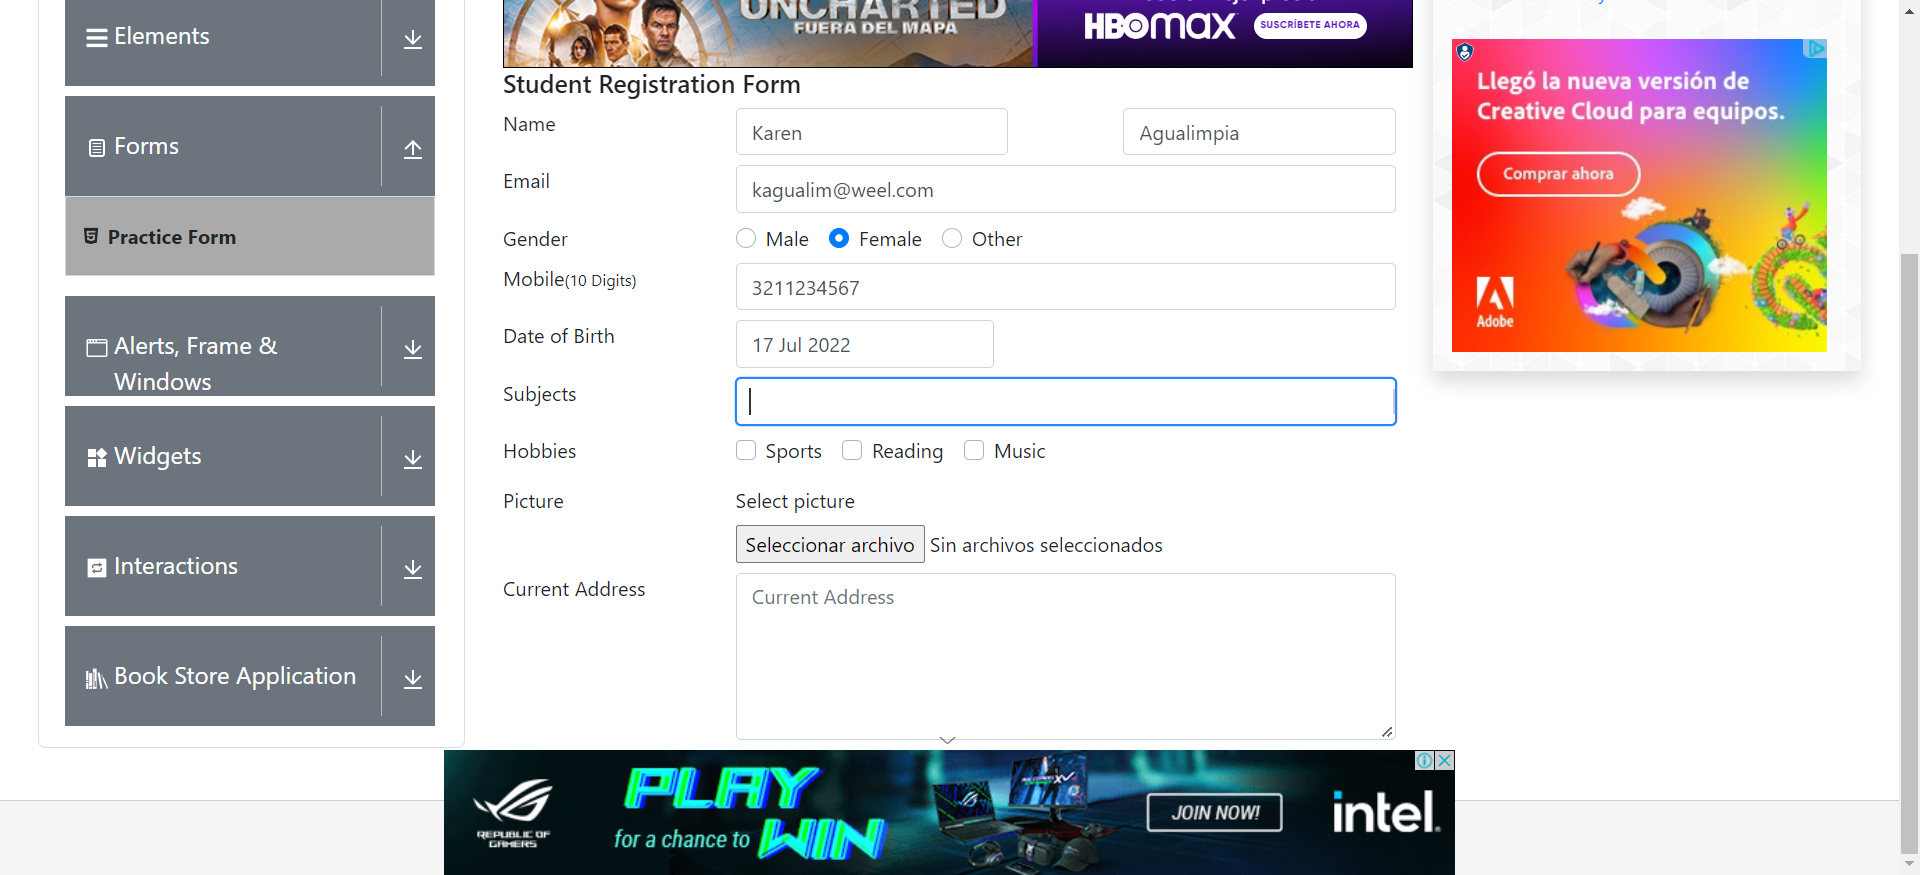 Elements
Forms
Practice Form
Alerts, Frame &
Windows
Widgets
Interactions
Book Store Application
UNCHARTED
FUERA DEL MAPA
HBOMAX
SUSCRÍBETE AHORA
Student Registration Form
Name
Karen
Agualimpia
Email
kagualim@weel.com
Gender
Male
Female
Other
Mobile(10 Digits)
3211234567
Date of Birth
17 Jul 2022
Subjects
Hobbies
Sports
Reading
Music
Picture
Select picture
Seleccionar archivo
Sin archivos seleccionados
Current Address
Current Address
Llegó la nueva versión de
Creative Cloud para equipos.
Comprar ahora
Adobe
REPUBLIC OF
GAMERS
PLAY
for a chance to WIN
JOIN NOW!
intel.